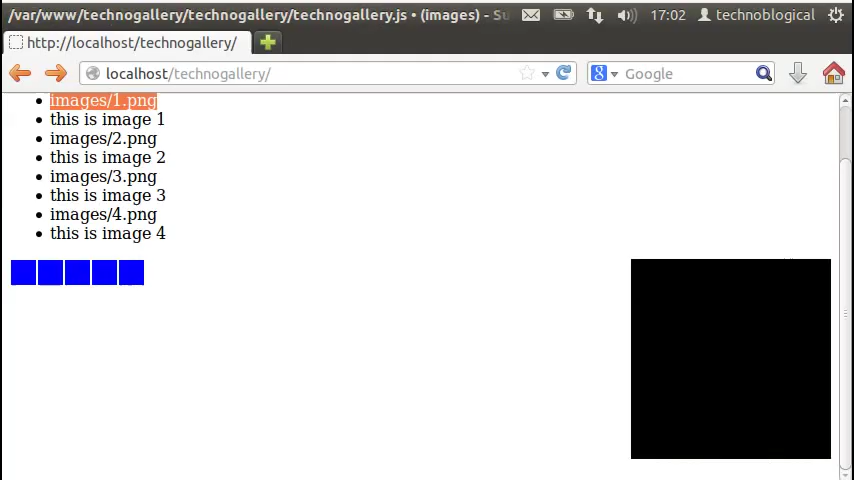 /var/www/technogallery/technogallery/technogallery.js • (images) - Su 17:02 technoblogical
http://localhost/technogallery/
localhost/technogallery/ Google
images/1.png
this is image 1
images/2.png
this is image 2
images/3.png
this is image 3
images/4.png
this is image 4